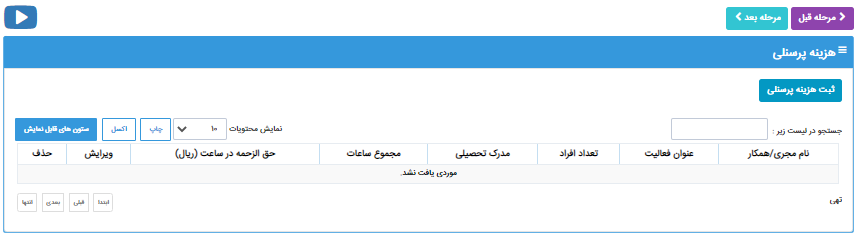 مرحله قبل
مرحله بعد
هزینه پرسنلی
ثبت هزینه پرسنلی
جستجو در لیست زیر :
نمایش محتویات ۱۰ چاپ اکسل ستون های قابل نمایش
نام مجری/همکار عنوان فعالیت تعداد افراد مدرک تحصیلی مجموع ساعات حق الزحمه در ساعت (ریال) ویرایش حذف
موردی یافت نشد.
تهی
ابتدا قبلی بعدی انتها